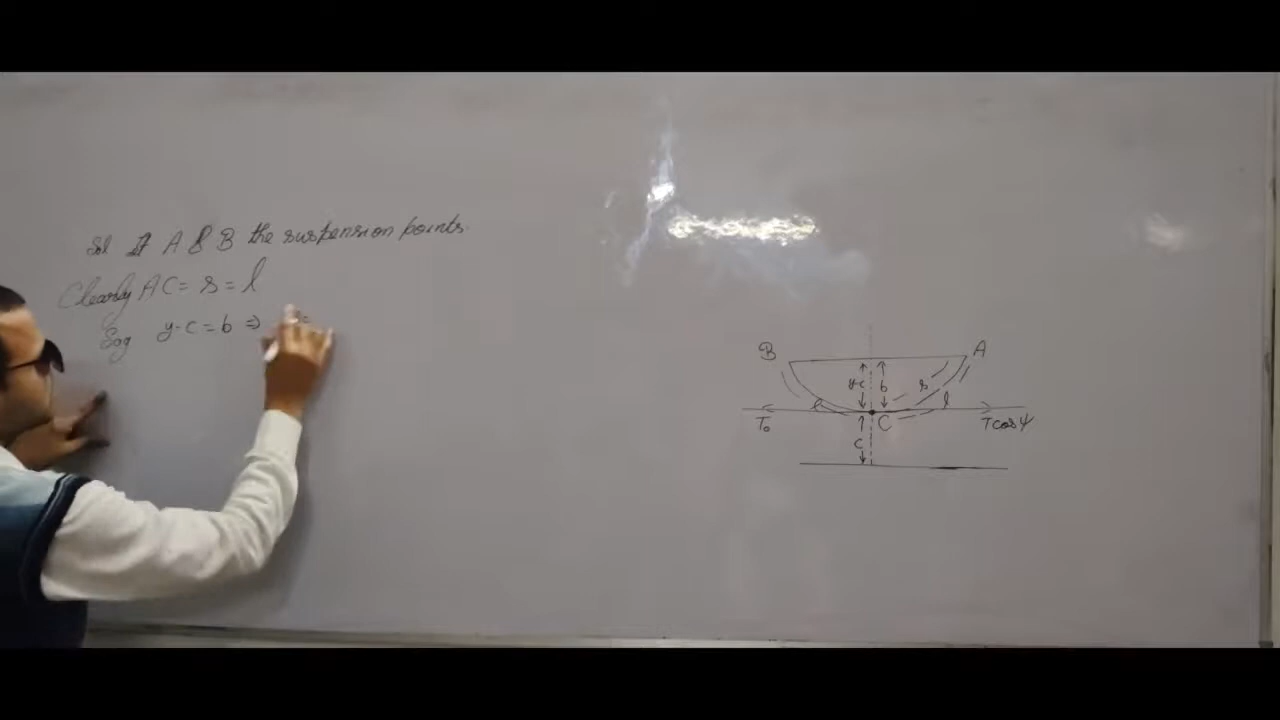 Sol If A & B the suspension points.
Clearly AC = s = l
Sag y-c = b ⇒
B A
y-c b s
l l
C
T₀ T cos ψ
c